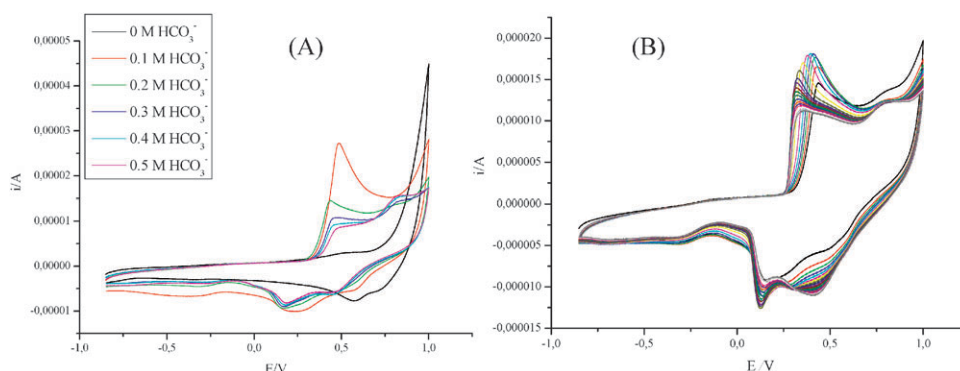 0 M HCO₃⁻
0.1 M HCO₃⁻
0.2 M HCO₃⁻
0.3 M HCO₃⁻
0.4 M HCO₃⁻
0.5 M HCO₃⁻
(A)
0,00005
0,00004
0,00003
0,00002
0,00001
0,00000
-0,00001
i/A
-1,0
-0,5
0,0
0,5
1,0
E/V
(B)
0,000020
0,000015
0,000010
0,000005
0,000000
-0,000005
-0,000010
-0,000015
i/A
-1,0
-0,5
0,0
0,5
1,0
E /V